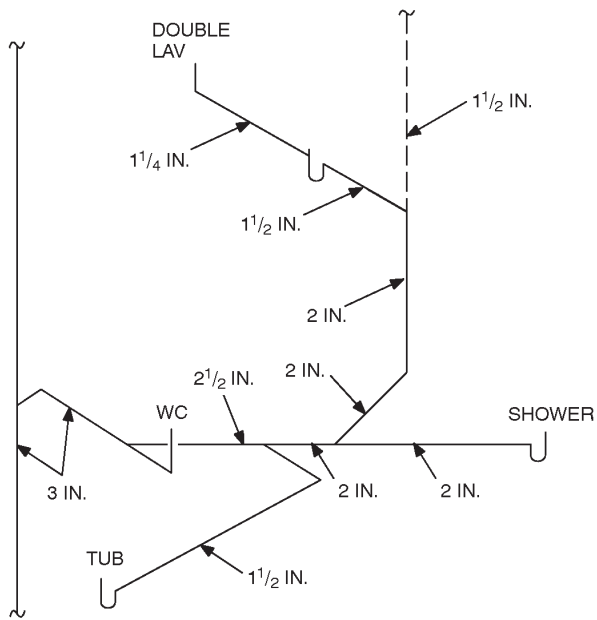 DOUBLE
LAV
1 1/2 IN.
1 1/4 IN.
1 1/2 IN.
2 IN.
2 1/2 IN.
2 IN.
WC
SHOWER
3 IN.
2 IN.
2 IN.
TUB
1 1/2 IN.